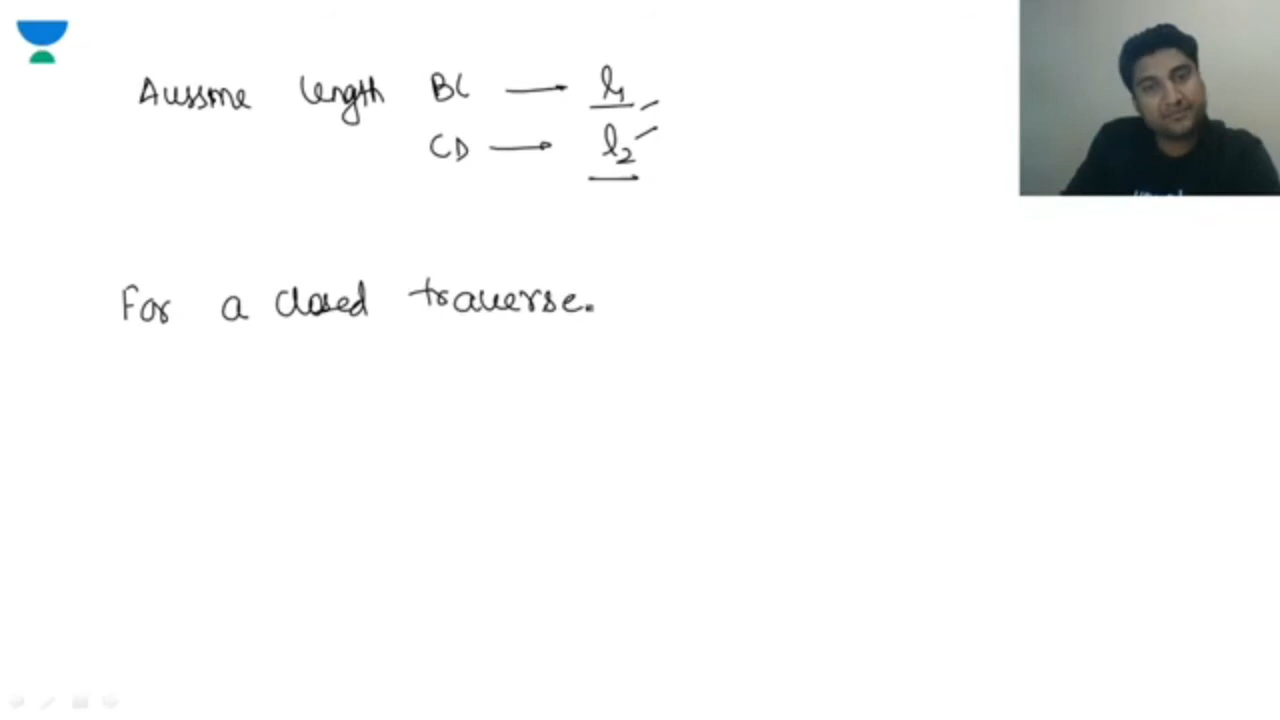 Aussme length BC → l₁
CD → l₂
For a closed traverse.